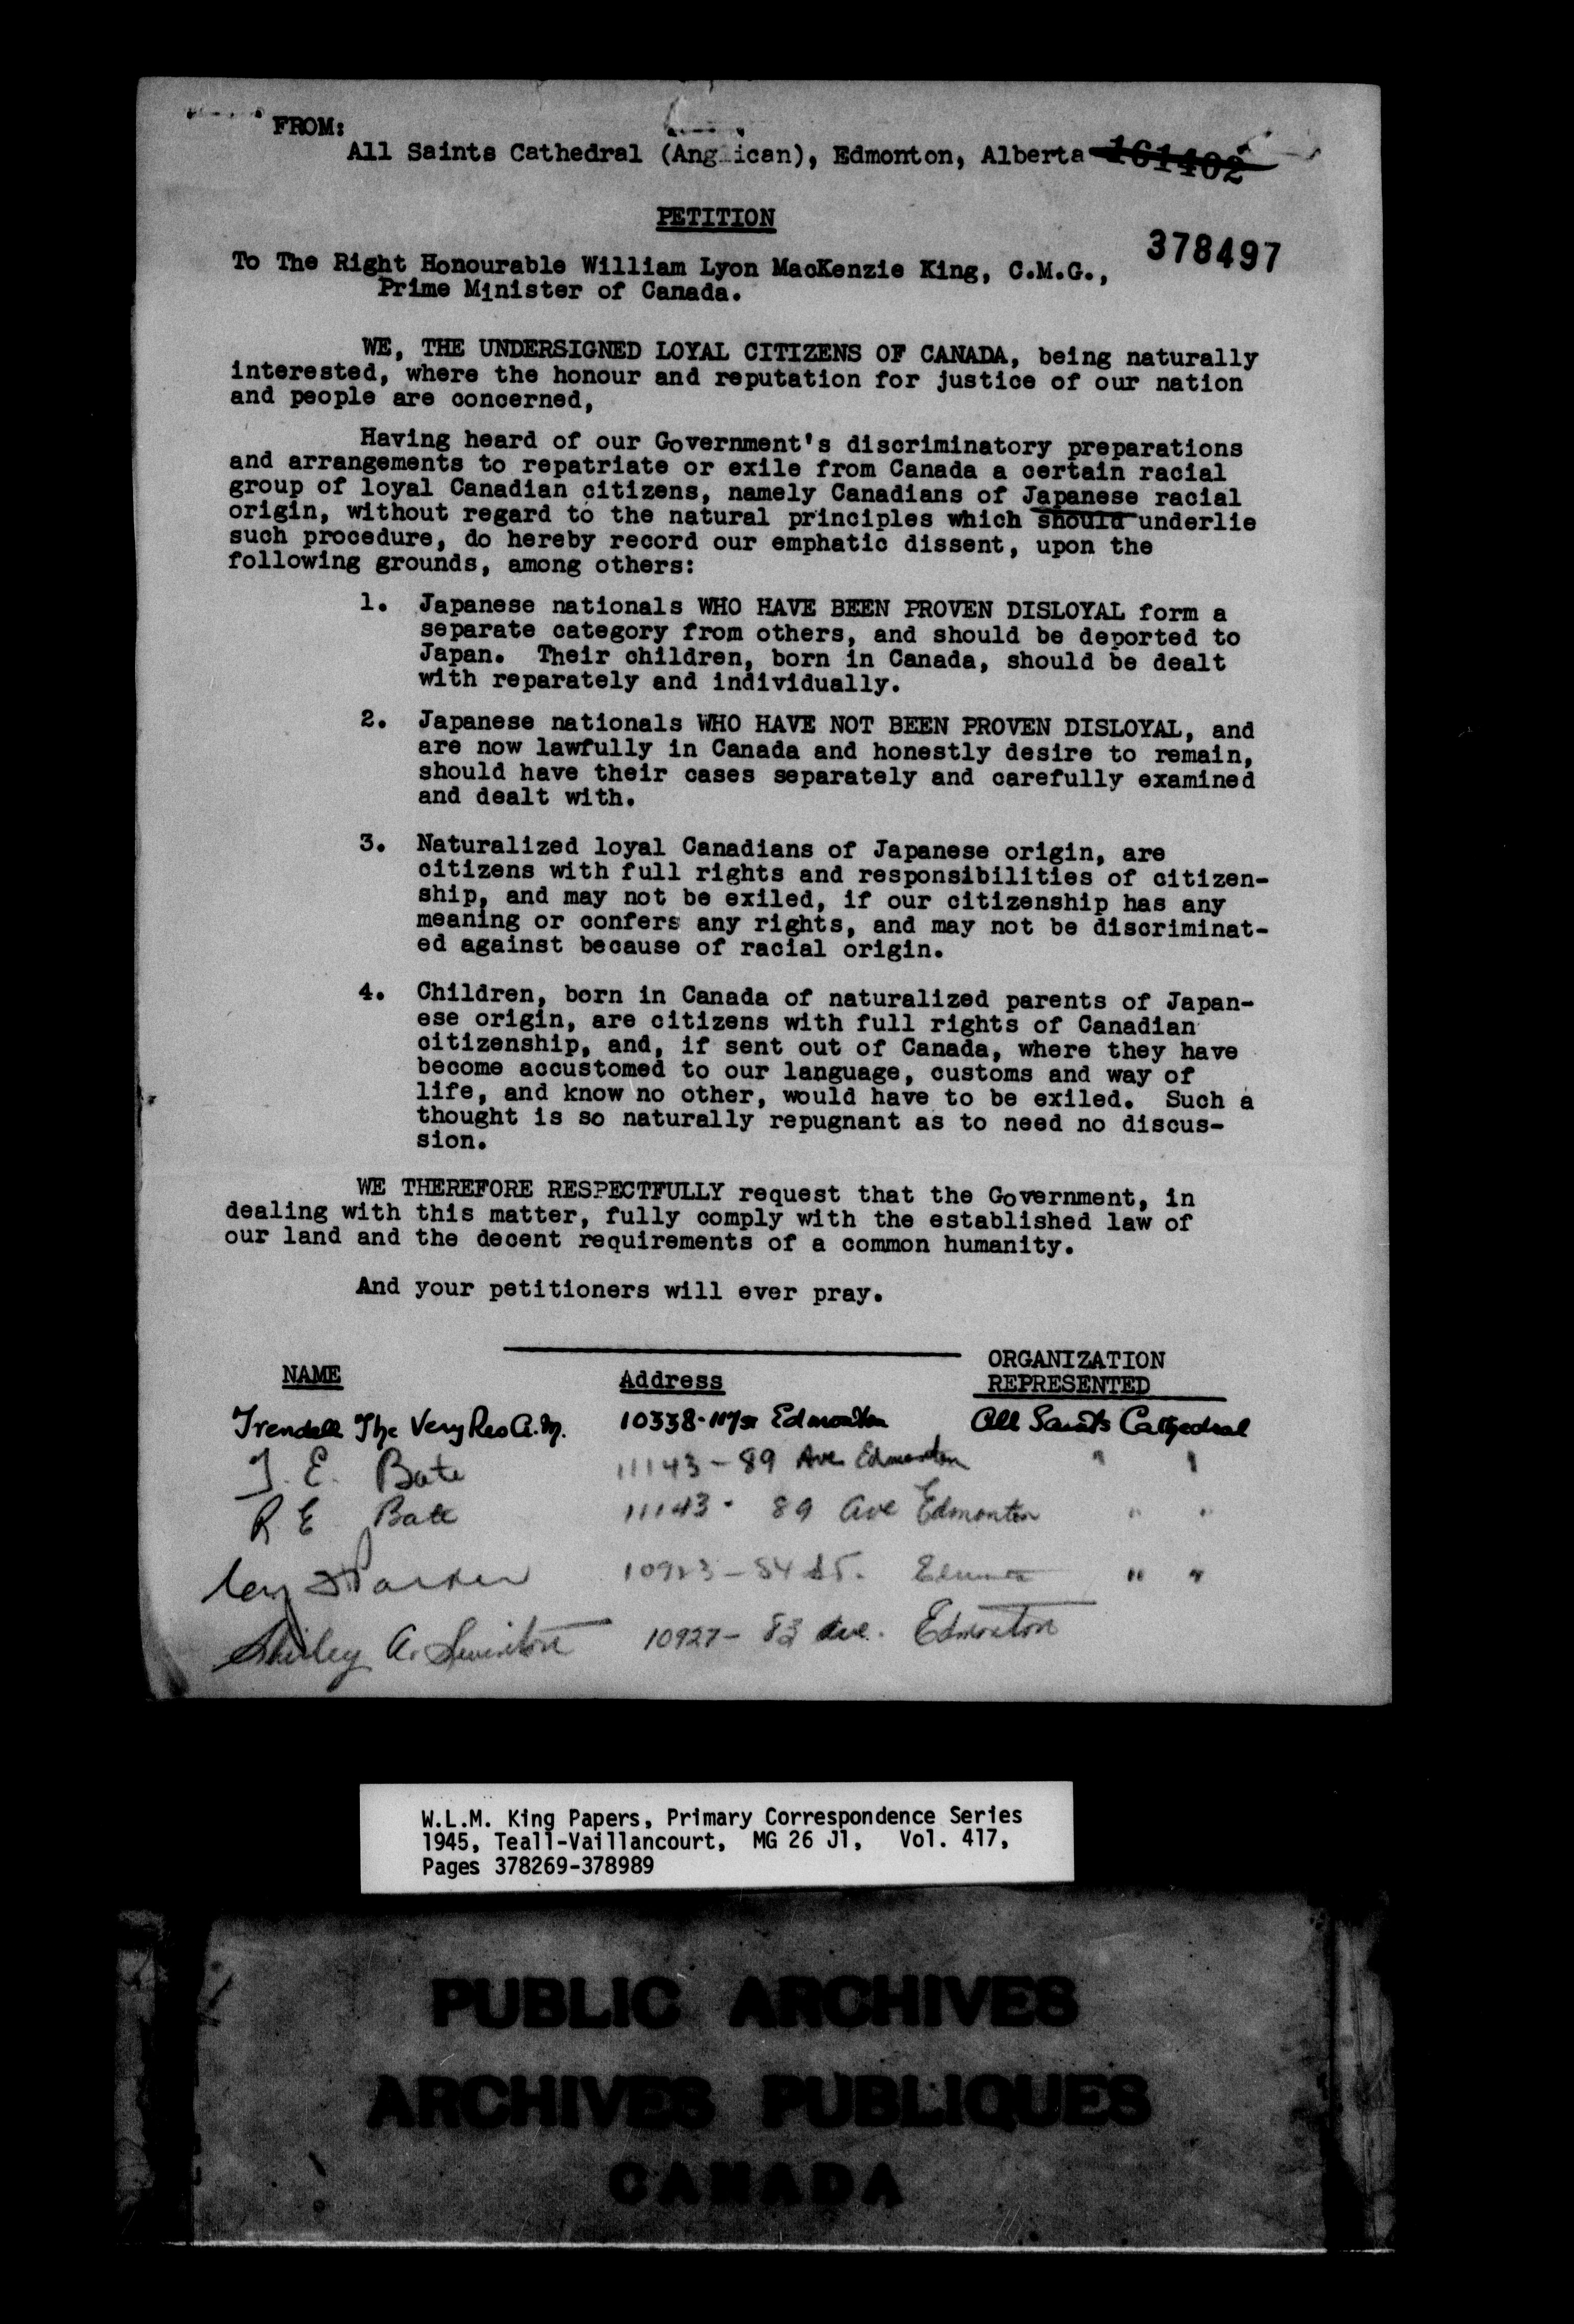 FROM:
All Saints Cathedral (Anglican), Edmonton, Alberta 161402
PETITION
378497
To The Right Honourable William Lyon MacKenzie King, C.M.G.,
Prime Minister of Canada.
WE, THE UNDERSIGNED LOYAL CITIZENS OF CANADA, being naturally
interested, where the honour and reputation for justice of our nation
and people are concerned,
Having heard of our Government's discriminatory preparations
and arrangements to repatriate or exile from Canada a certain racial
group of loyal Canadian citizens, namely Canadians of Japanese racial
origin, without regard to the natural principles which should underlie
such procedure, do hereby record our emphatic dissent, upon the
following grounds, among others:
1. Japanese nationals WHO HAVE BEEN PROVEN DISLOYAL form a
separate category from others, and should be deported to
Japan. Their children, born in Canada, should be dealt
with reparately and individually.
2. Japanese nationals WHO HAVE NOT BEEN PROVEN DISLOYAL, and
are now lawfully in Canada and honestly desire to remain,
should have their cases separately and carefully examined
and dealt with.
3. Naturalized loyal Canadians of Japanese origin, are
citizens with full rights and responsibilities of citizen-
ship, and may not be exiled, if our citizenship has any
meaning or confers any rights, and may not be discriminat-
ed against because of racial origin.
4. Children, born in Canada of naturalized parents of Japan-
ese origin, are citizens with full rights of Canadian
citizenship, and, if sent out of Canada, where they have
become accustomed to our language, customs and way of
life, and know no other, would have to be exiled. Such a
thought is so naturally repugnant as to need no discus-
sion.
WE THEREFORE RESPECTFULLY request that the Government, in
dealing with this matter, fully comply with the established law of
our land and the decent requirements of a common humanity.
And your petitioners will ever pray.
NAME Address ORGANIZATION
REPRESENTED
Trendell The Very Rev A.M. 10338-117 St Edmonton All Saints Cathedral
T. E. Bate 11143 - 89 Ave Edmonton " "
R E Bate 11143 - 89 Ave Edmonton " "
Parker 10923 - 84 St. " "
Shirley A. Swinton 10927 - 83 Ave. Edmonton
W.L.M. King Papers, Primary Correspondence Series
1945, Teall-Vaillancourt, MG 26 J1, Vol. 417,
Pages 378269-378989
PUBLIC ARCHIVES
ARCHIVES PUBLIQUES
CANADA